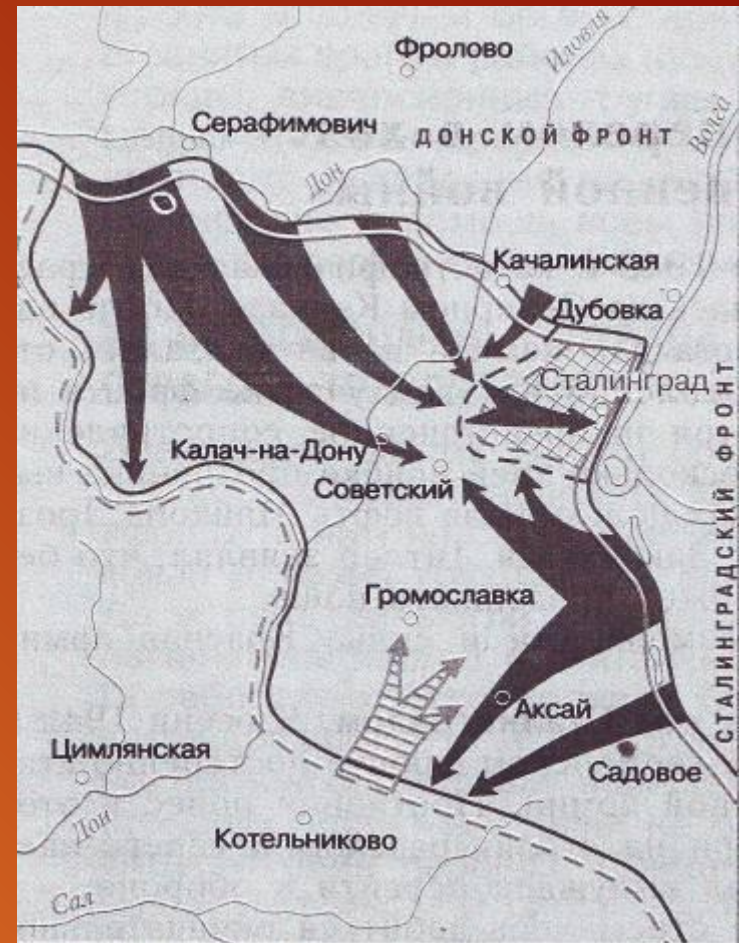 Фролово
Иловля
Серафимович
ДОНСКОЙ ФРОНТ
Волга
Дон
Качалинская
Дубовка
Сталинград
Калач-на-Дону
Советский
СТАЛИНГРАДСКИЙ ФРОНТ
Громославка
Аксай
Садовое
Цимлянская
Дон
Котельниково
Сал